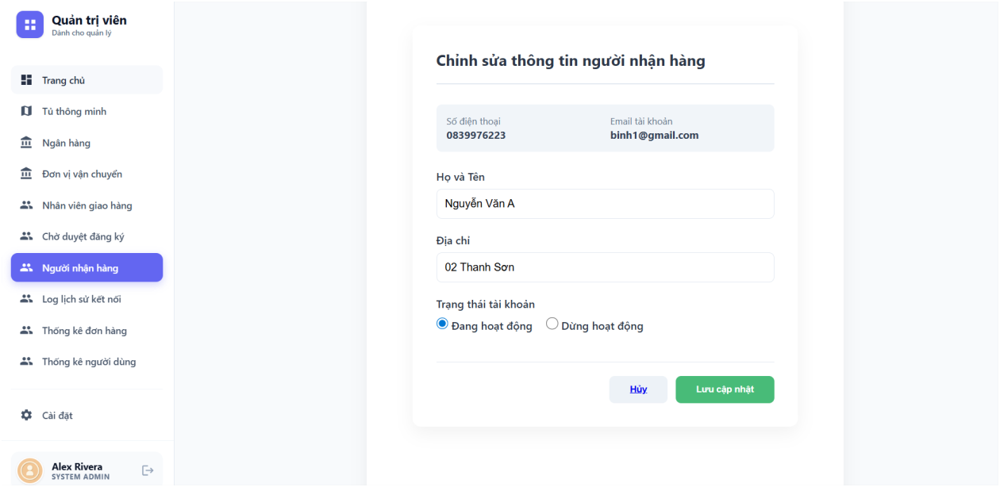 Quản trị viên
Dành cho quản lý
Trang chủ
Tủ thông minh
Ngân hàng
Đơn vị vận chuyển
Nhân viên giao hàng
Chờ duyệt đăng ký
Người nhận hàng
Log lịch sử kết nối
Thống kê đơn hàng
Thống kê người dùng
Cài đặt
Alex Rivera
SYSTEM ADMIN
Chỉnh sửa thông tin người nhận hàng
Số điện thoại
0839976223
Email tài khoản
binh1@gmail.com
Họ và Tên
Nguyễn Văn A
Địa chỉ
02 Thanh Sơn
Trạng thái tài khoản
Đang hoạt động
Dừng hoạt động
Hủy
Lưu cập nhật